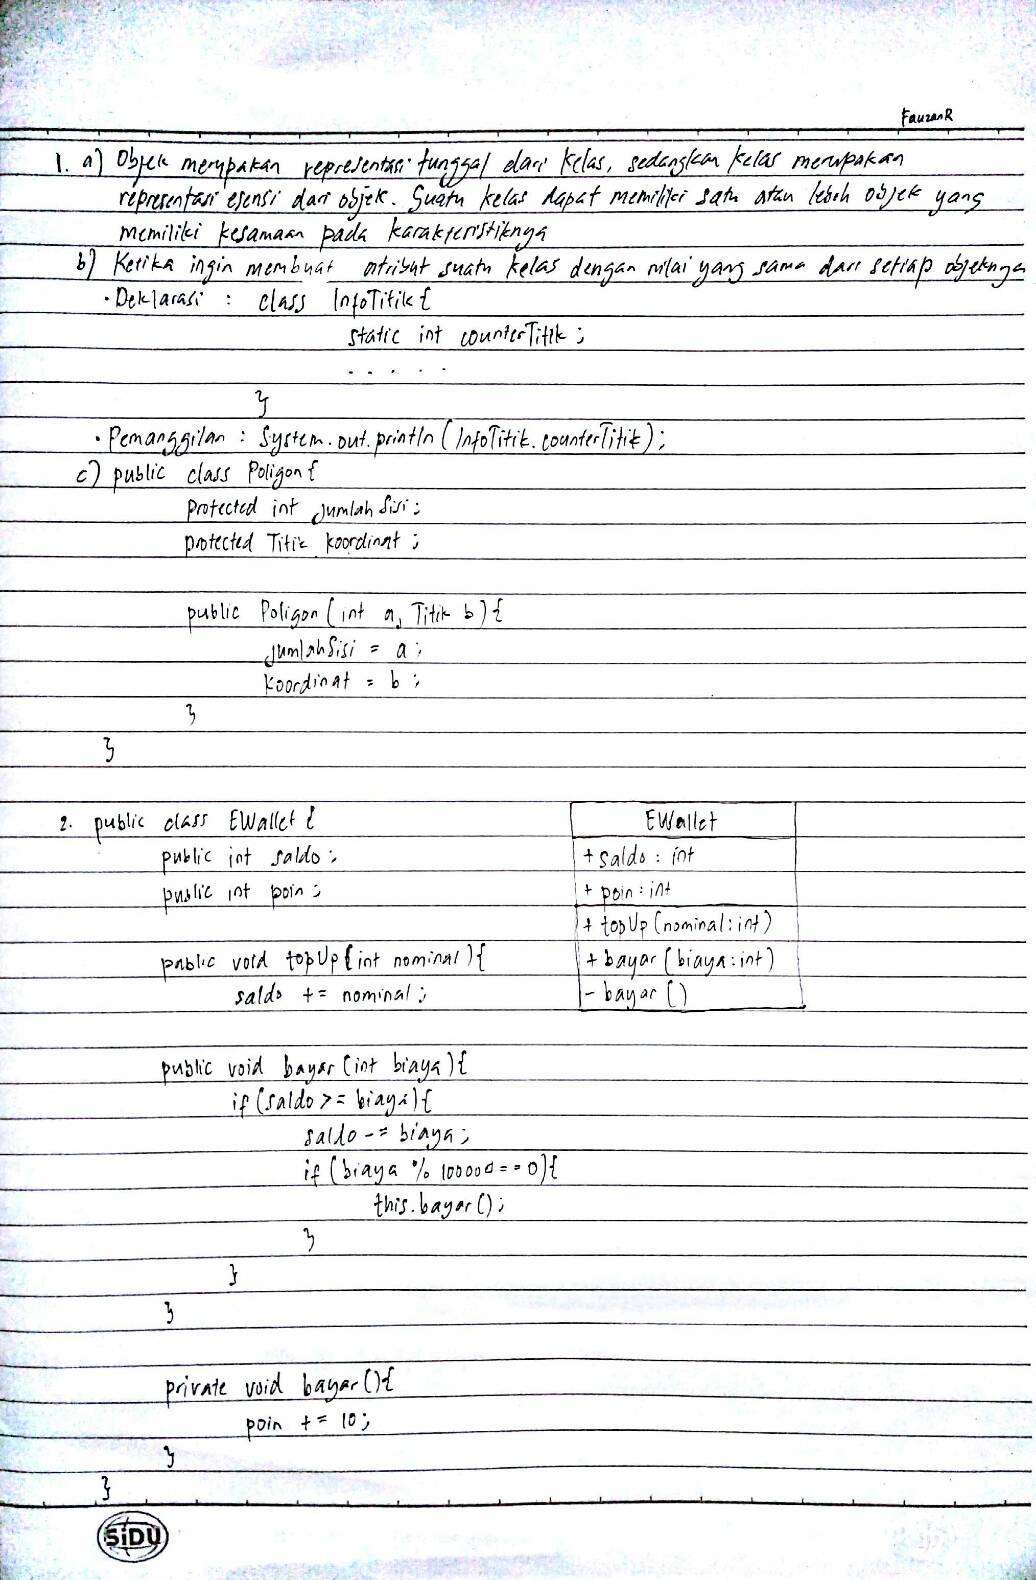 FauzanR
1. a) Objek merupakan representasi tunggal dari kelas, sedangkan kelas merupakan
representasi esensi dari objek. Suatu kelas dapat memiliki satu atau lebih objek yang
memiliki kesamaan pada karakteristiknya
b) Ketika ingin membuat atribut suatu kelas dengan nilai yang sama dari setiap objeknya
• Deklarasi : class InfoTitik {
static int counterTitik ;
. . . . .
}
• Pemanggilan : System.out.println ( InfoTitik. counterTitik ) ;
c) public class Poligon {
protected int jumlahSisi ;
protected Titik koordinat ;
public Poligon ( int a, Titik b ) {
jumlahSisi = a ;
koordinat = b ;
}
}
2. public class EWallet {
public int saldo ;
public int poin ;
public void topUp (int nominal ) {
saldo += nominal ;
public void bayar (int biaya) {
if (saldo >= biaya) {
saldo -= biaya ;
if (biaya % 100000 == 0) {
this.bayar () ;
}
}
}
private void bayar () {
poin += 10 ;
}
}
EWallet
+ saldo : int
+ poin : int
+ topUp (nominal : int)
+ bayar (biaya : int)
- bayar ()
SiDU